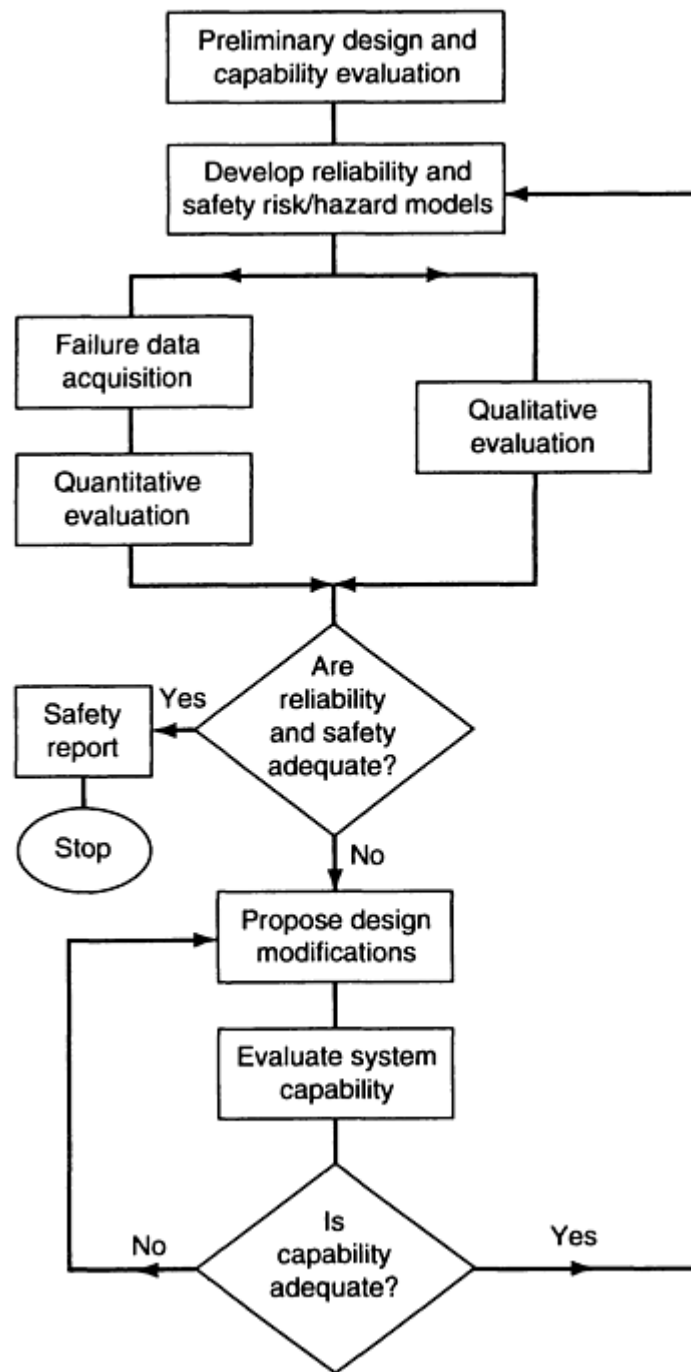 Preliminary design and
capability evaluation
Develop reliability and
safety risk/hazard models
Failure data
acquisition
Qualitative
evaluation
Quantitative
evaluation
Are
reliability
and safety
adequate?
Yes
Safety
report
Stop
No
Propose design
modifications
Evaluate system
capability
Is
capability
adequate?
No
Yes